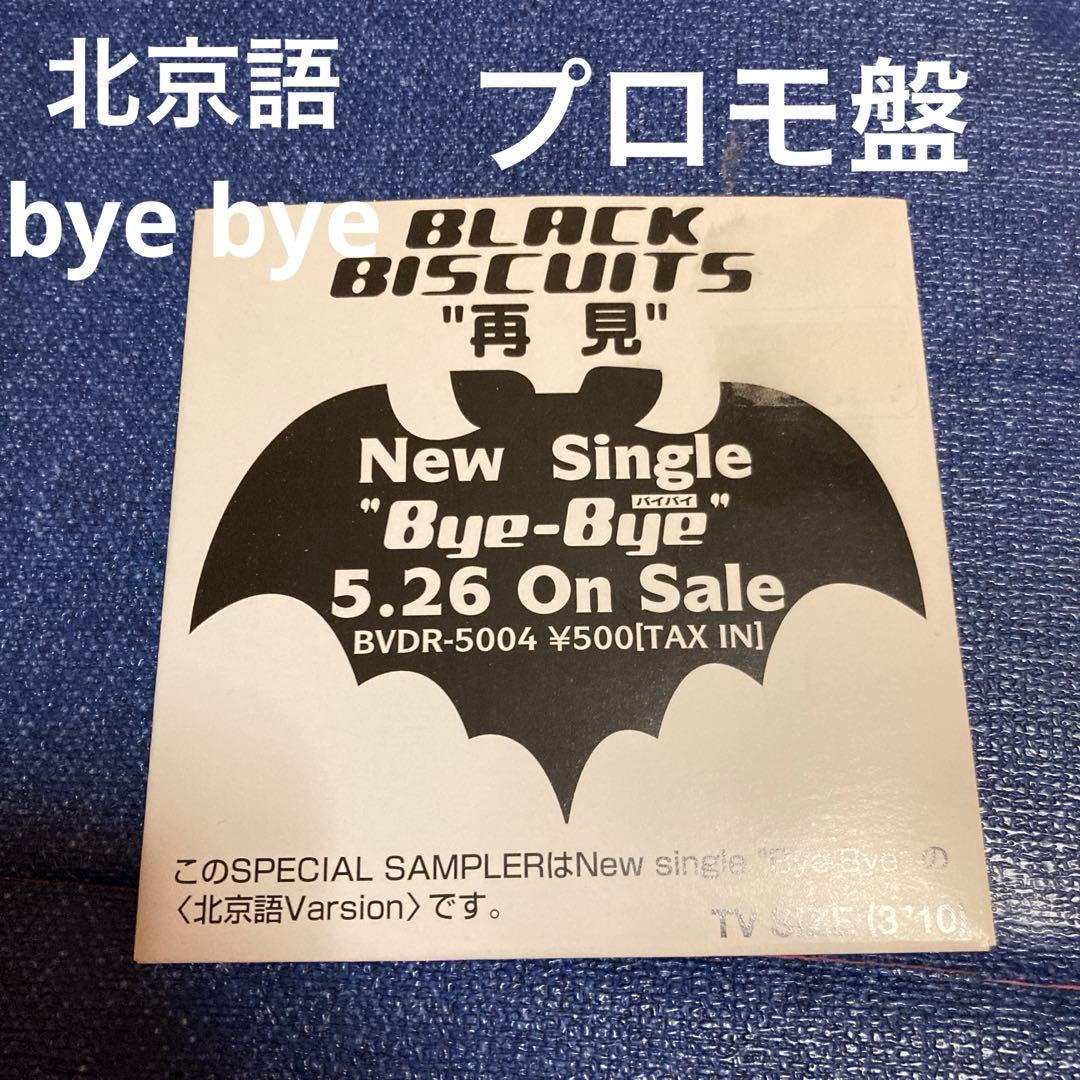 北京語
プロモ盤
bye bye
BLACK
BISCUITS
"再 見"
New Single
バイバイ
"Bye-Bye"
5.26 On Sale
BVDR-5004 ¥500[TAX IN]
このSPECIAL SAMPLERはNew single "Bye-Bye"の
〈北京語Varsion〉です。
TV SIZE (3'10)